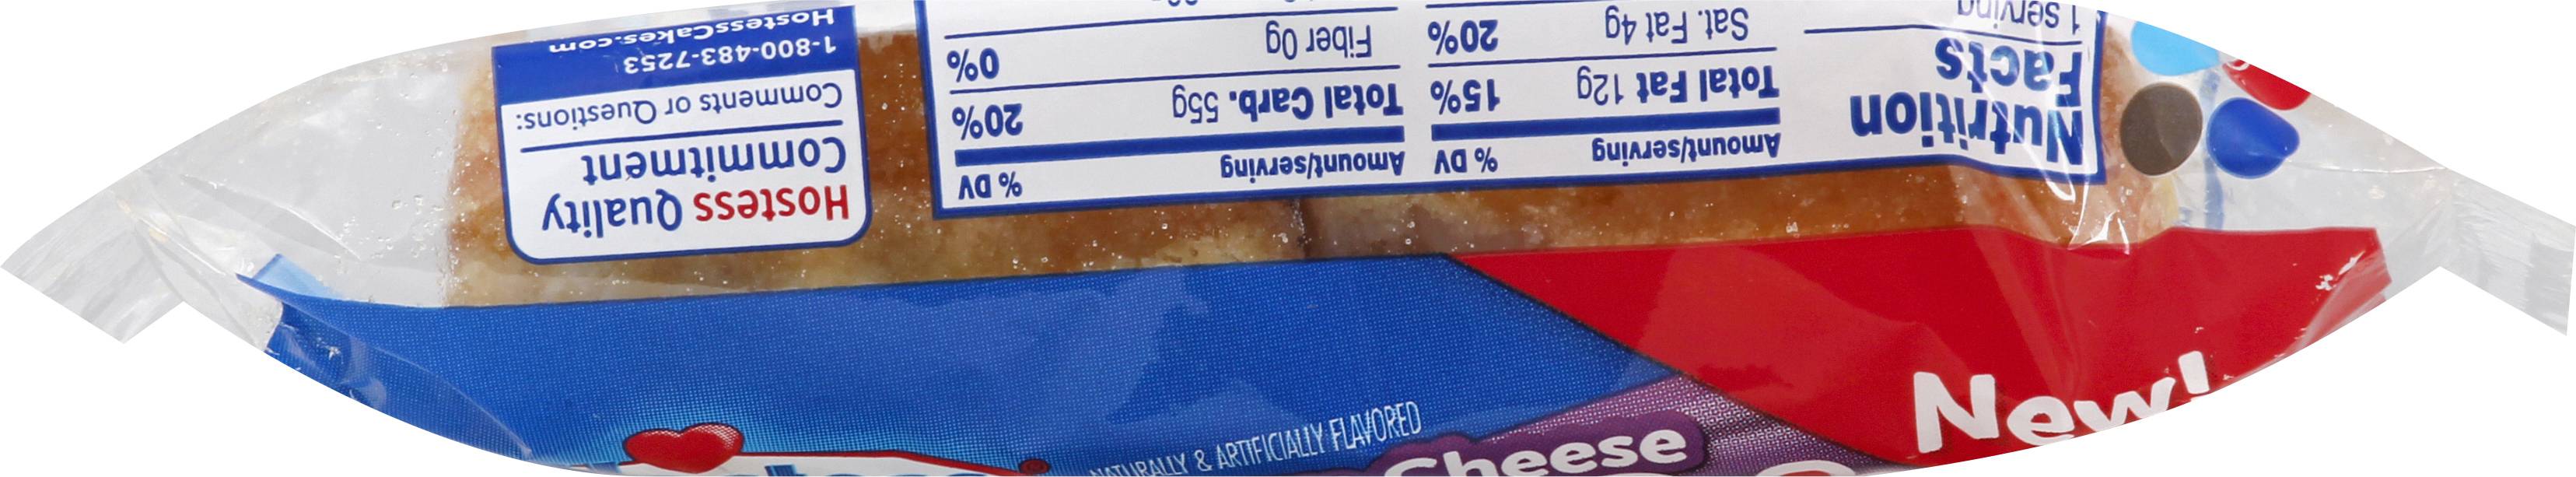 New!
Cheese
NATURALLY & ARTIFICIALLY FLAVORED
Nutrition
Facts
1 serving
Amount/serving % DV
Total Fat 12g 15%
Sat. Fat 4g 20%
Amount/serving % DV
Total Carb. 55g 20%
Fiber 0g 0%
Hostess Quality
Commitment
Comments or Questions:
1-800-483-7253
HostessCakes.com